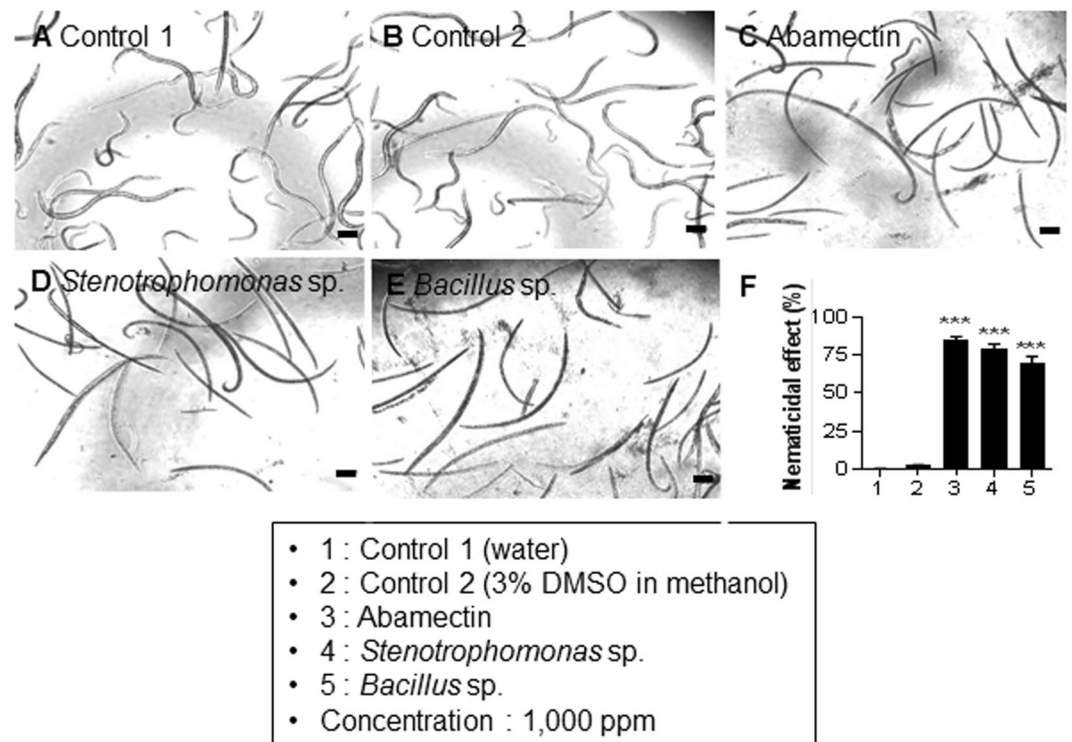 A Control 1
B Control 2
C Abamectin
D Stenotrophomonas sp.
E Bacillus sp.
F
Nematicidal effect (%)
100
75
50
25
0
***
***
***
1 2 3 4 5
• 1 : Control 1 (water)
• 2 : Control 2 (3% DMSO in methanol)
• 3 : Abamectin
• 4 : Stenotrophomonas sp.
• 5 : Bacillus sp.
• Concentration : 1,000 ppm